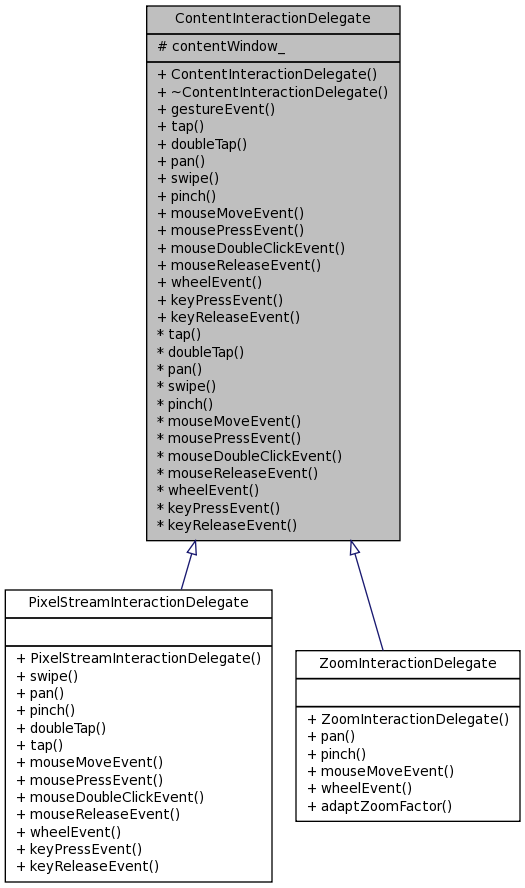 ContentInteractionDelegate
# contentWindow_
+ ContentInteractionDelegate()
+ ~ContentInteractionDelegate()
+ gestureEvent()
+ tap()
+ doubleTap()
+ pan()
+ swipe()
+ pinch()
+ mouseMoveEvent()
+ mousePressEvent()
+ mouseDoubleClickEvent()
+ mouseReleaseEvent()
+ wheelEvent()
+ keyPressEvent()
+ keyReleaseEvent()
* tap()
* doubleTap()
* pan()
* swipe()
* pinch()
* mouseMoveEvent()
* mousePressEvent()
* mouseDoubleClickEvent()
* mouseReleaseEvent()
* wheelEvent()
* keyPressEvent()
* keyReleaseEvent()
PixelStreamInteractionDelegate
+ PixelStreamInteractionDelegate()
+ swipe()
+ pan()
+ pinch()
+ doubleTap()
+ tap()
+ mouseMoveEvent()
+ mousePressEvent()
+ mouseDoubleClickEvent()
+ mouseReleaseEvent()
+ wheelEvent()
+ keyPressEvent()
+ keyReleaseEvent()
ZoomInteractionDelegate
+ ZoomInteractionDelegate()
+ pan()
+ pinch()
+ mouseMoveEvent()
+ wheelEvent()
+ adaptZoomFactor()